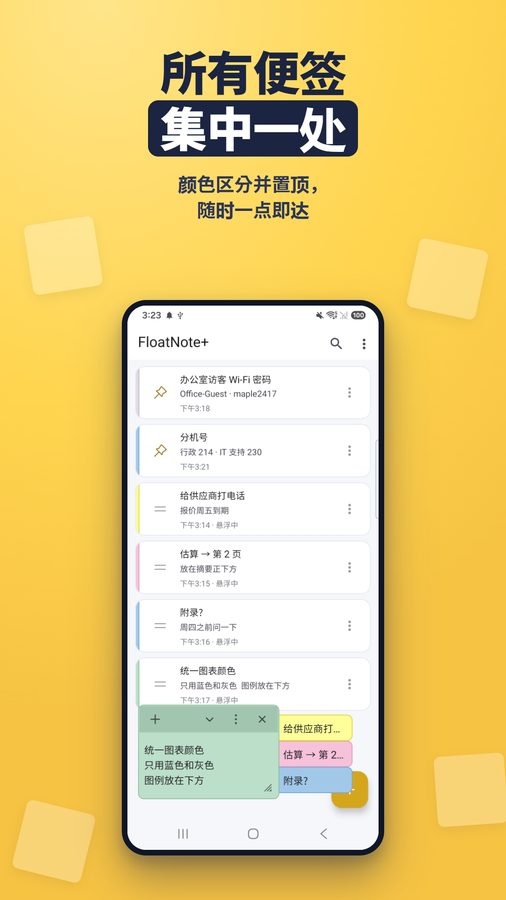 所有便签
集中一处
颜色区分并置顶，
随时一点即达
3:23
100
FloatNote+
办公室访客 Wi-Fi 密码
Office-Guest · maple2417
下午3:18
分机号
行政 214 · IT 支持 230
下午3:21
给供应商打电话
报价周五到期
下午3:14 · 悬浮中
估算 → 第 2 页
放在摘要正下方
下午3:15 · 悬浮中
附录？
周四之前问一下
下午3:16 · 悬浮中
统一图表颜色
只用蓝色和灰色 图例放在下方
下午3:17 · 悬浮中
统一图表颜色
只用蓝色和灰色
图例放在下方
给供应商打…
估算 → 第 2…
附录？